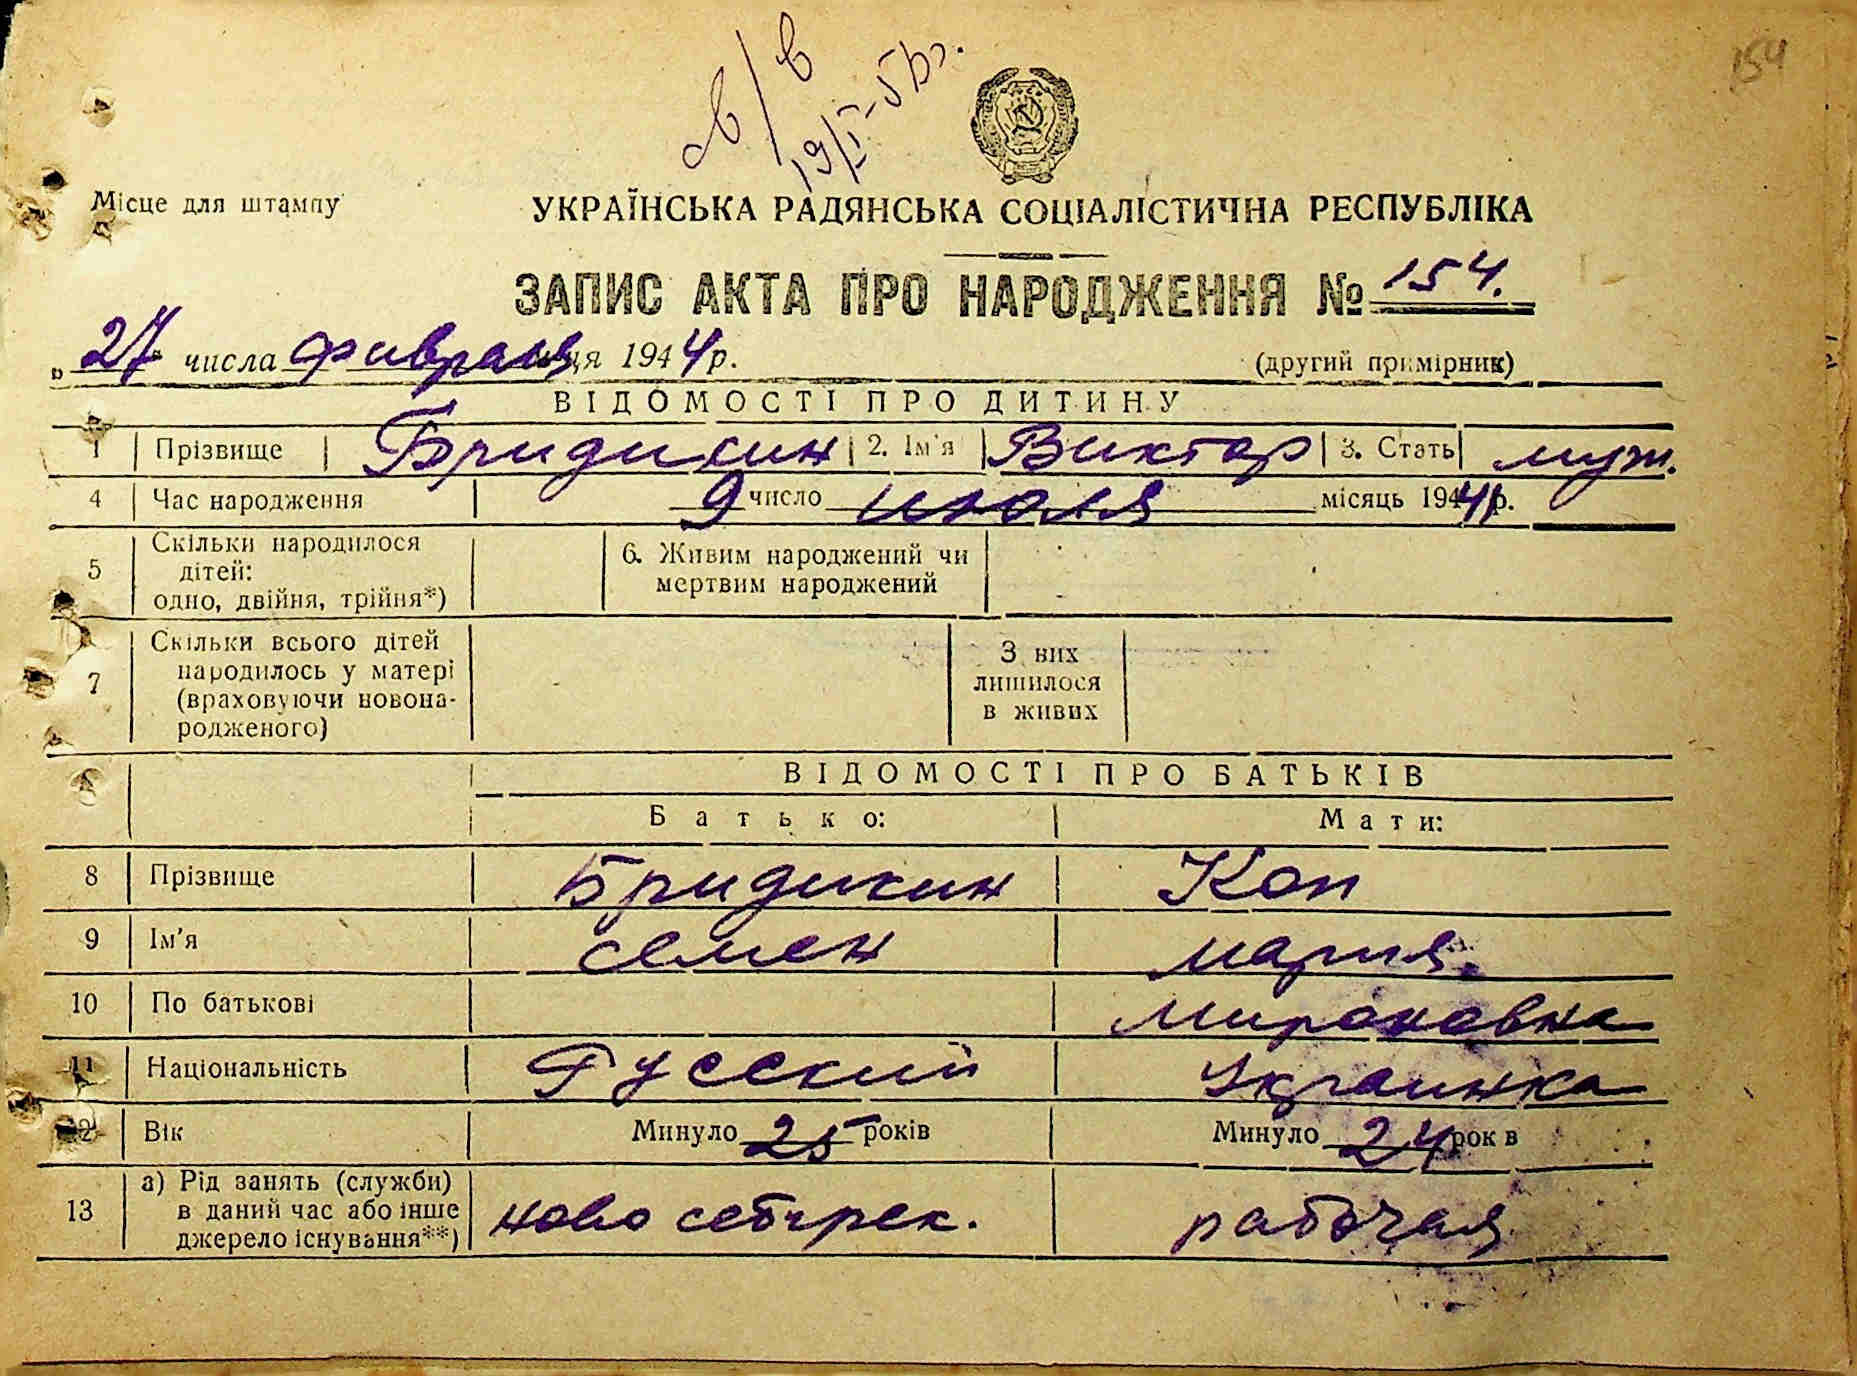 154
в/в
19/I-5
Місце для штампу
УКРАЇНСЬКА РАДЯНСЬКА СОЦІАЛІСТИЧНА РЕСПУБЛІКА
ЗАПИС АКТА ПРО НАРОДЖЕННЯ № 154.
„27" числа февраля місяця 1944 р. (другий примірник)
ВІДОМОСТІ ПРО ДИТИНУ
1 Прізвище Бридикин 2. Ім'я Виктор 3. Стать муж.
4 Час народження 9 число июля місяць 1941 р.
5 Скільки народилося дітей: одно, двійня, трійня*) 6. Живим народжений чи мертвим народжений
7 Скільки всього дітей народилось у матері (враховуючи новонародженого) З них лишилося в живих
ВІДОМОСТІ ПРО БАТЬКІВ
Батько: Мати:
8 Прізвище Бридикин Коп
9 Ім'я Семен Мария.
10 По батькові Мироновна
11 Національність Русский Украинка
12 Вік Минуло 25 років Минуло 24 років
13 а) Рід занять (служби) в даний час або інше джерело існування**) рабочая